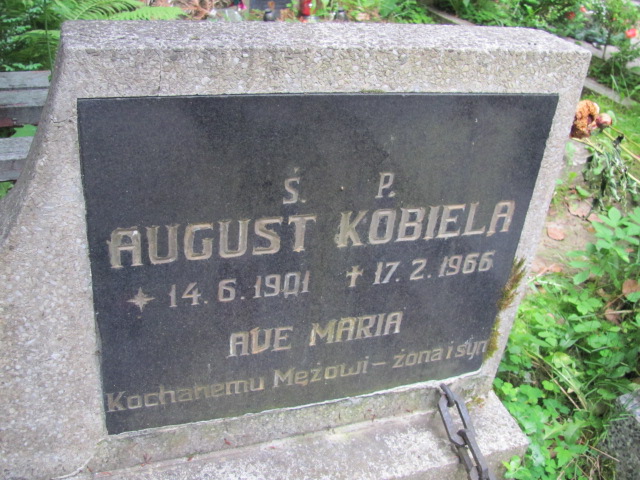 Ś. P.
AUGUST KOBIELA
14. 6. 1901 ✝ 17. 2. 1966
AVE MARIA
Kochanemu Mężowi – żona i syn